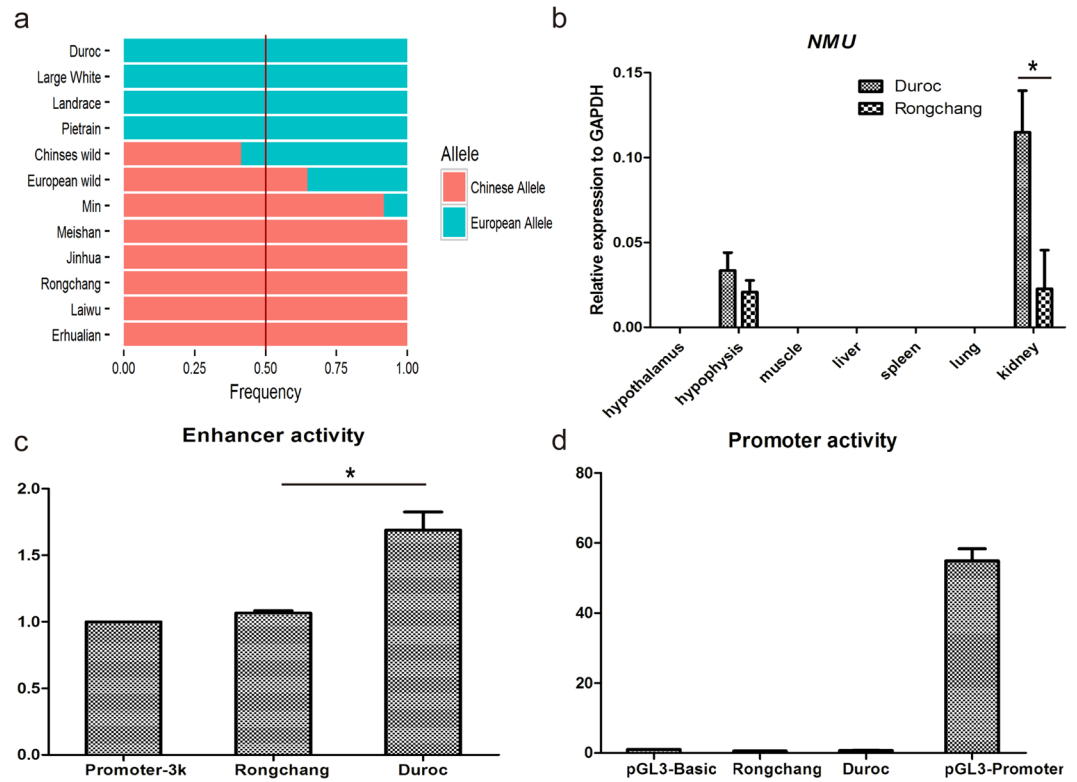 a
Duroc
Large White
Landrace
Pietrain
Chinses wild
European wild
Min
Meishan
Jinhua
Rongchang
Laiwu
Erhualian
0.00 0.25 0.50 0.75 1.00
Frequency
Allele
Chinese Allele
European Allele
b
NMU
Relative expression to GAPDH
0.15
0.10
0.05
0.00
Duroc
Rongchang
*
hypothalamus
hypophysis
muscle
liver
spleen
lung
kidney
c
Enhancer activity
*
2.0
1.5
1.0
0.5
0.0
Promoter-3k Rongchang Duroc
d
Promoter activity
80
60
40
20
0
pGL3-Basic Rongchang Duroc pGL3-Promoter